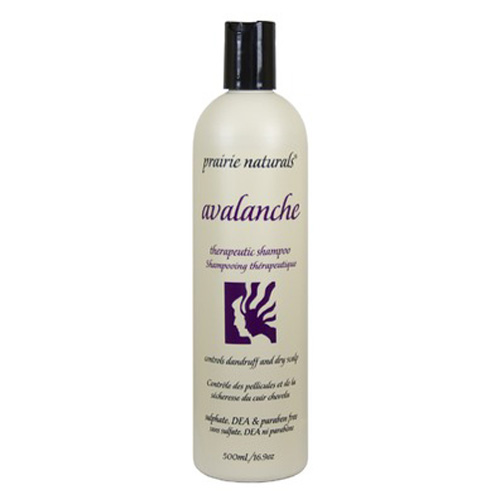 prairie naturals®
avalanche
therapeutic shampoo
Shampooing thérapeutique
controls dandruff and dry scalp
Contrôle des pellicules et de la
sécheresse du cuir chevelu
sulphate, DEA & paraben free
sans sulfate, DEA ni parabène
500ml/16.9oz